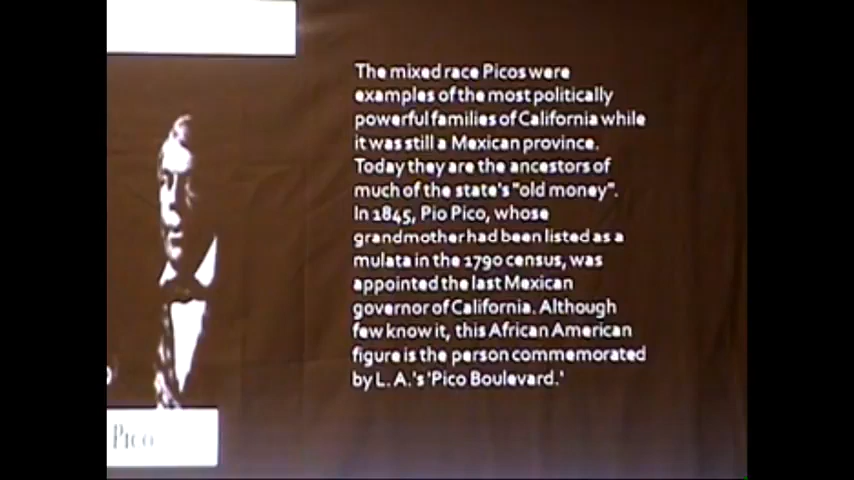 The mixed race Picos were
examples of the most politically
powerful families of California while
it was still a Mexican province.
Today they are the ancestors of
much of the state's "old money".
In 1845, Pio Pico, whose
grandmother had been listed as a
mulata in the 1790 census, was
appointed the last Mexican
governor of California. Although
few know it, this African American
figure is the person commemorated
by L. A.'s 'Pico Boulevard.'
Pico